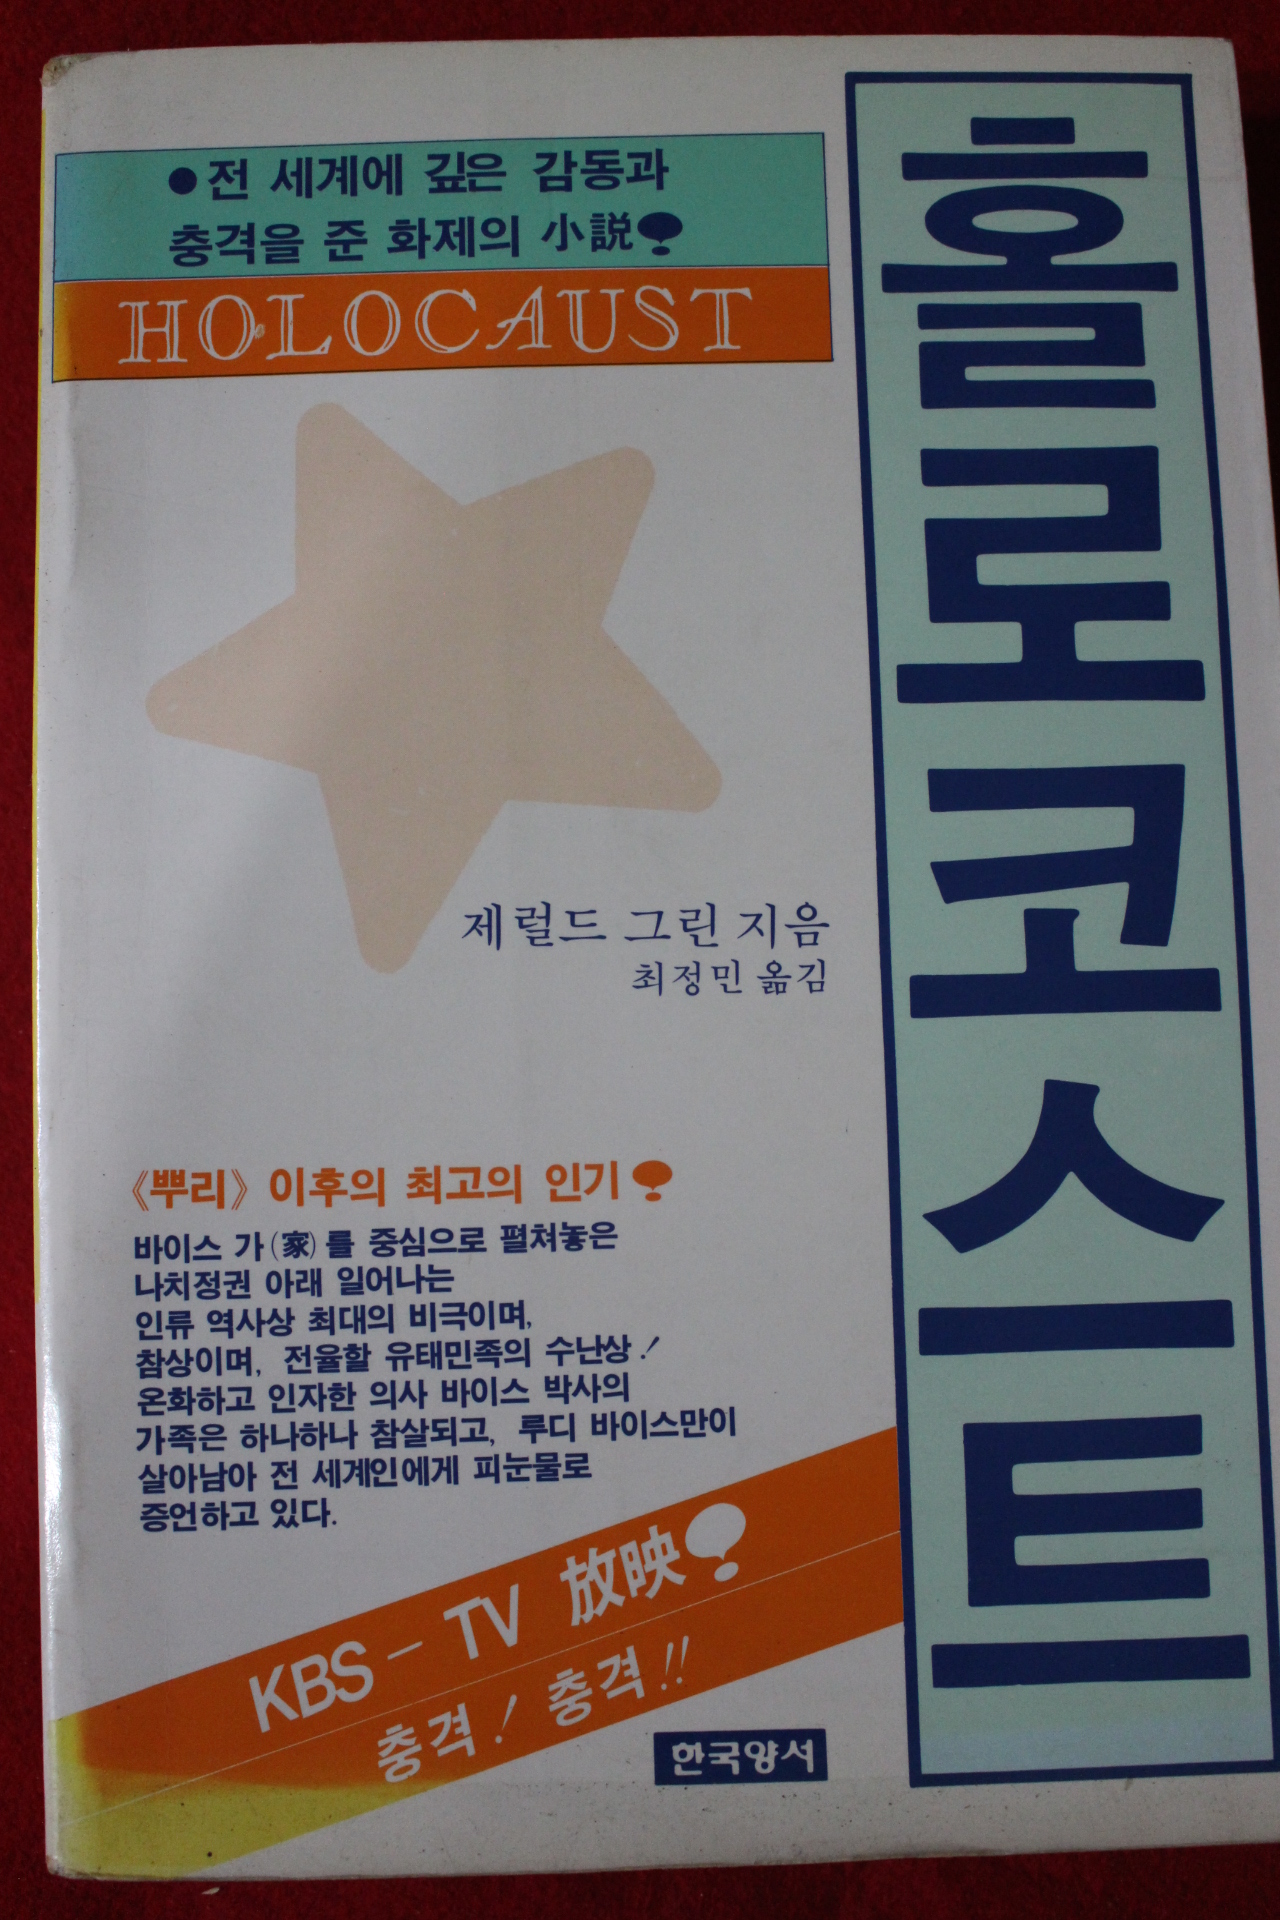 ●전 세계에 깊은 감동과
충격을 준 화제의 小説!
HOLOCAUST
홀로코스트
제럴드 그린 지음
최정민 옮김
《뿌리》 이후의 최고의 인기!
바이스 가(家)를 중심으로 펼쳐놓은
나치정권 아래 일어나는
인류 역사상 최대의 비극이며,
참상이며, 전율할 유태민족의 수난상!
온화하고 인자한 의사 바이스 박사의
가족은 하나하나 참살되고, 루디 바이스만이
살아남아 전 세계인에게 피눈물로
증언하고 있다.
KBS-TV 放映!
충격! 충격!!
한국양서